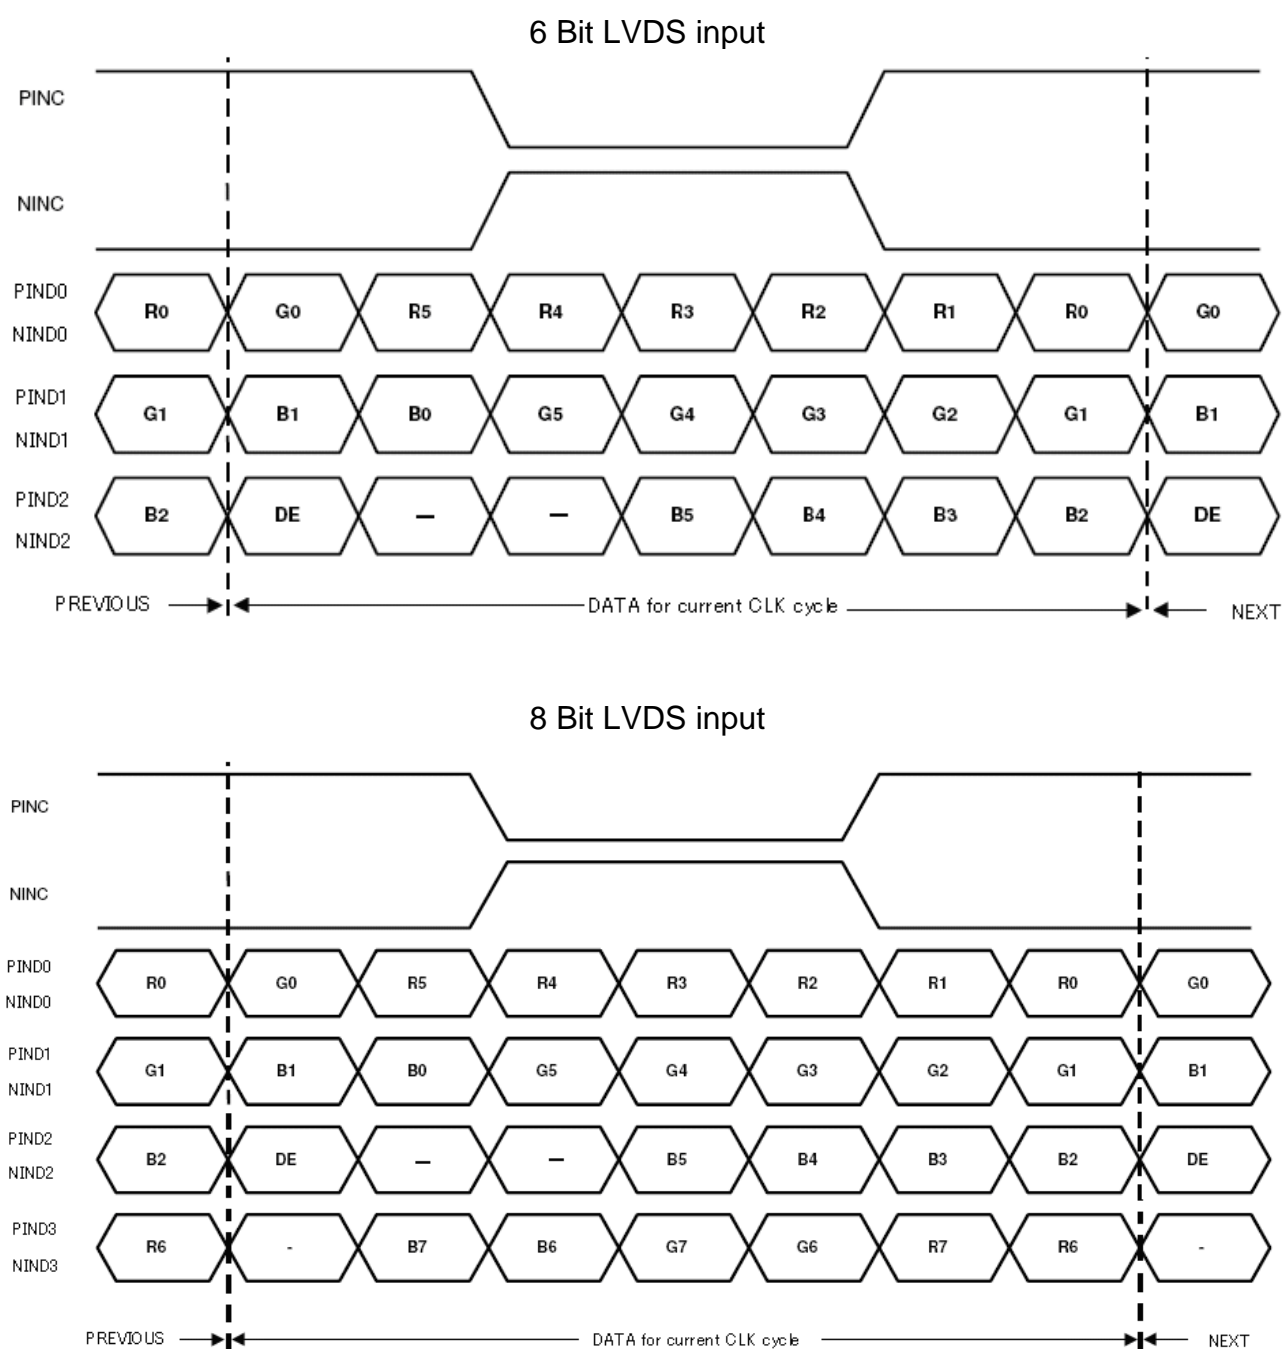 6 Bit LVDS input
PINC
NINC
PIND0
NIND0
R0 G0 R5 R4 R3 R2 R1 R0 G0
PIND1
NIND1
G1 B1 B0 G5 G4 G3 G2 G1 B1
PIND2
NIND2
B2 DE — — B5 B4 B3 B2 DE
PREVIOUS DATA for current CLK cycle NEXT
8 Bit LVDS input
PINC
NINC
PIND0
NIND0
R0 G0 R5 R4 R3 R2 R1 R0 G0
PIND1
NIND1
G1 B1 B0 G5 G4 G3 G2 G1 B1
PIND2
NIND2
B2 DE — — B5 B4 B3 B2 DE
PIND3
NIND3
R6 - B7 B6 G7 G6 R7 R6 -
PREVIOUS DATA for current CLK cycle NEXT